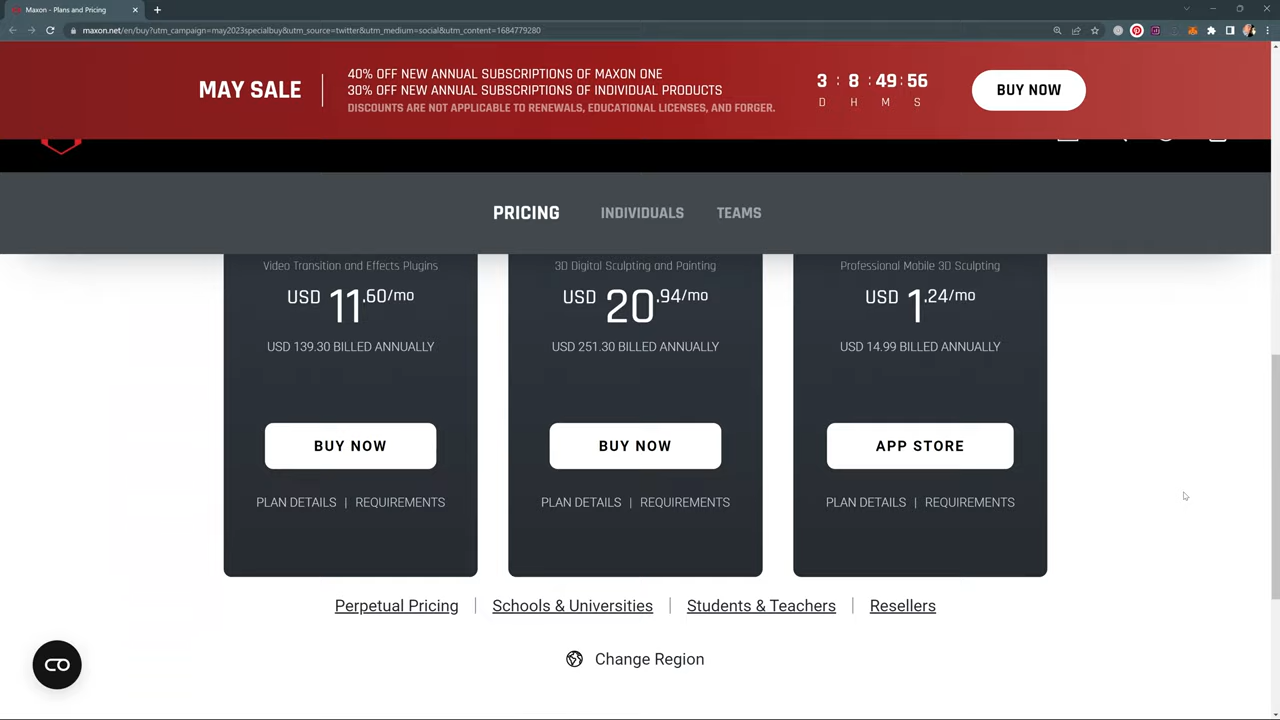 Maxon - Plans and Pricing
maxon.net/en/buy?utm_campaign=may2023specialbuy&utm_source=twitter&utm_medium=social&utm_content=1684779280
MAY SALE
40% OFF NEW ANNUAL SUBSCRIPTIONS OF MAXON ONE
30% OFF NEW ANNUAL SUBSCRIPTIONS OF INDIVIDUAL PRODUCTS
DISCOUNTS ARE NOT APPLICABLE TO RENEWALS, EDUCATIONAL LICENSES, AND FORGER.
3 : 8 : 49 : 56
D H M S
BUY NOW
PRICING INDIVIDUALS TEAMS
Video Transition and Effects Plugins
USD 11.60/mo
USD 139.30 BILLED ANNUALLY
BUY NOW
PLAN DETAILS | REQUIREMENTS
3D Digital Sculpting and Painting
USD 20.94/mo
USD 251.30 BILLED ANNUALLY
BUY NOW
PLAN DETAILS | REQUIREMENTS
Professional Mobile 3D Sculpting
USD 1.24/mo
USD 14.99 BILLED ANNUALLY
APP STORE
PLAN DETAILS | REQUIREMENTS
Perpetual Pricing | Schools & Universities | Students & Teachers | Resellers
Change Region